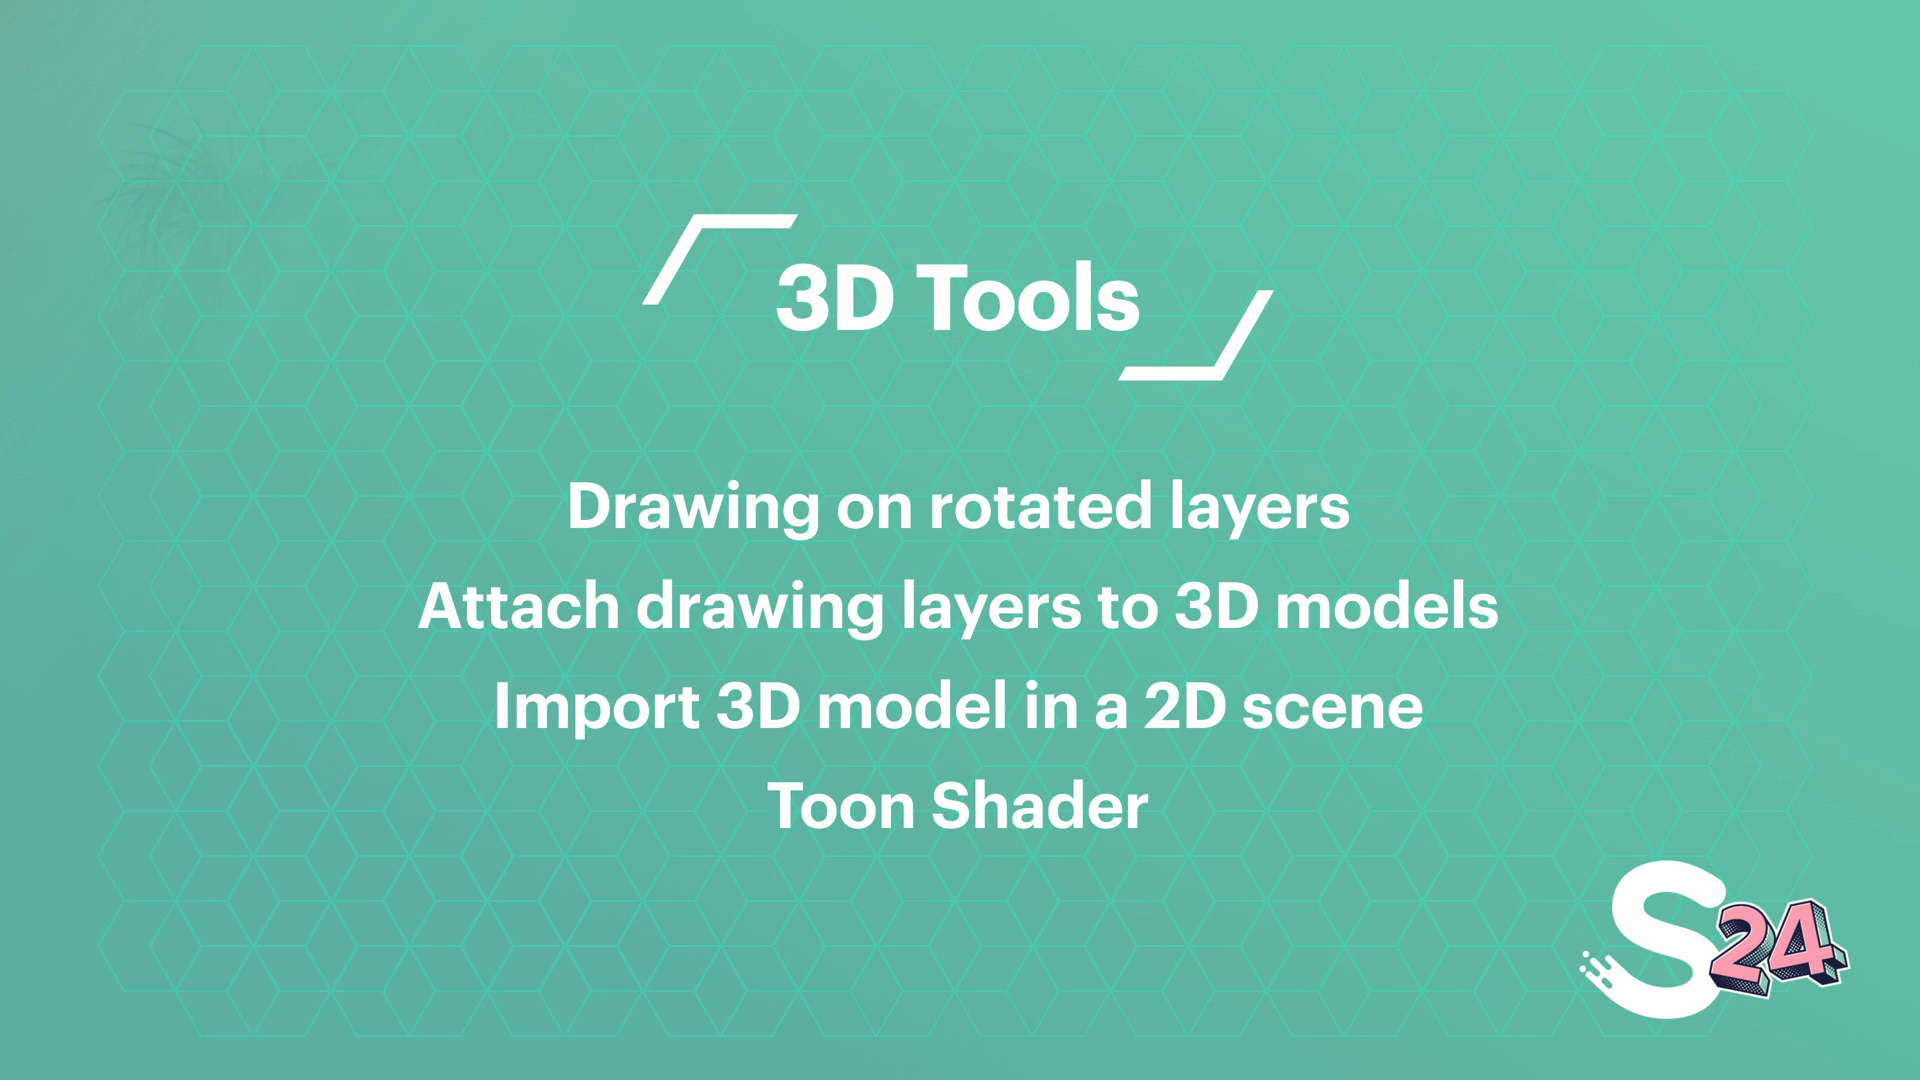 3D Tools
Drawing on rotated layers
Attach drawing layers to 3D models
Import 3D model in a 2D scene
Toon Shader
S24